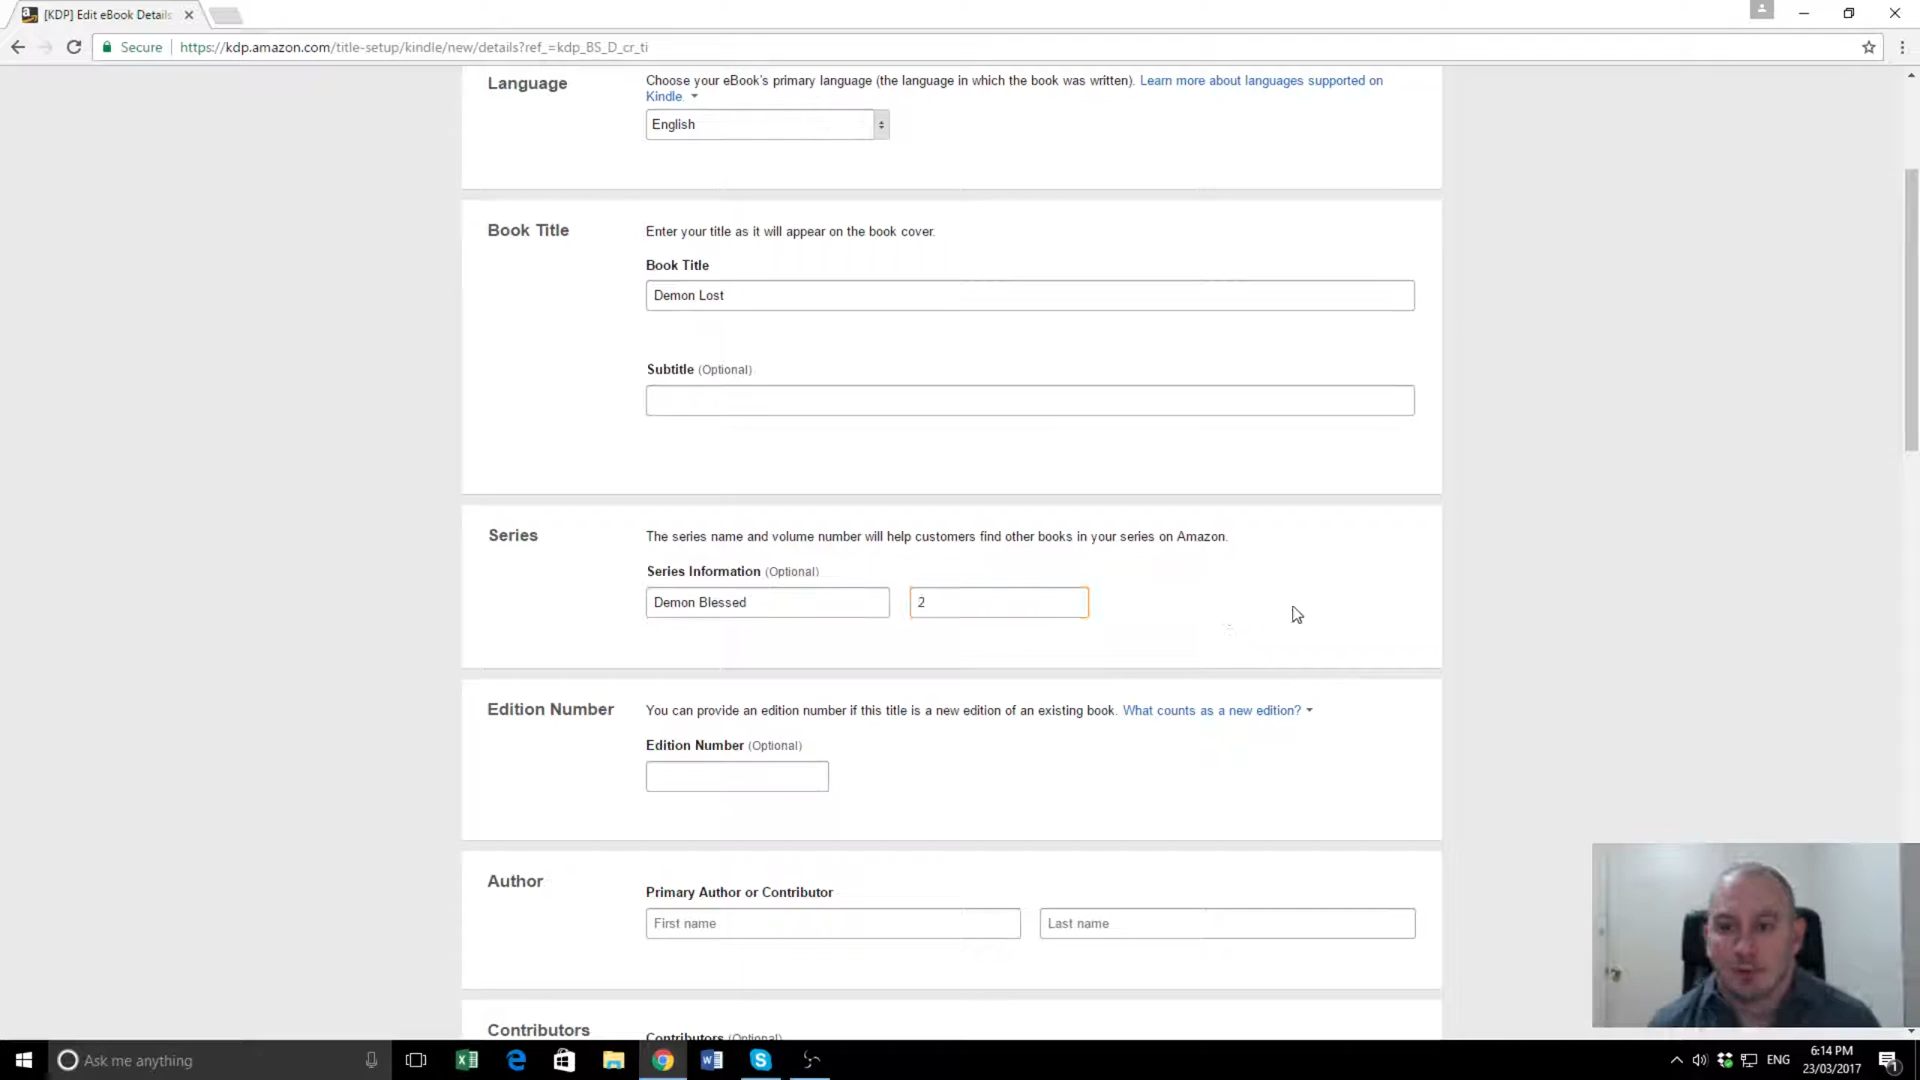 [KDP] Edit eBook Details
Secure
https://kdp.amazon.com/title-setup/kindle/new/details?ref_=kdp_BS_D_cr_ti
Language
Choose your eBook's primary language (the language in which the book was written). Learn more about languages supported on
Kindle
English
Book Title
Enter your title as it will appear on the book cover.
Book Title
Demon Lost
Subtitle (Optional)
Series
The series name and volume number will help customers find other books in your series on Amazon.
Series Information (Optional)
Demon Blessed
2
Edition Number
You can provide an edition number if this title is a new edition of an existing book. What counts as a new edition?
Edition Number (Optional)
Author
Primary Author or Contributor
First name
Last name
Contributors
Contributors (Optional)
Ask me anything
ENG
6:14 PM
23/03/2017
1